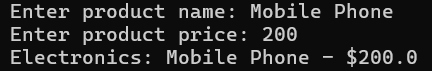 Enter product name: Mobile Phone
Enter product price: 200
Electronics: Mobile Phone - $200.0